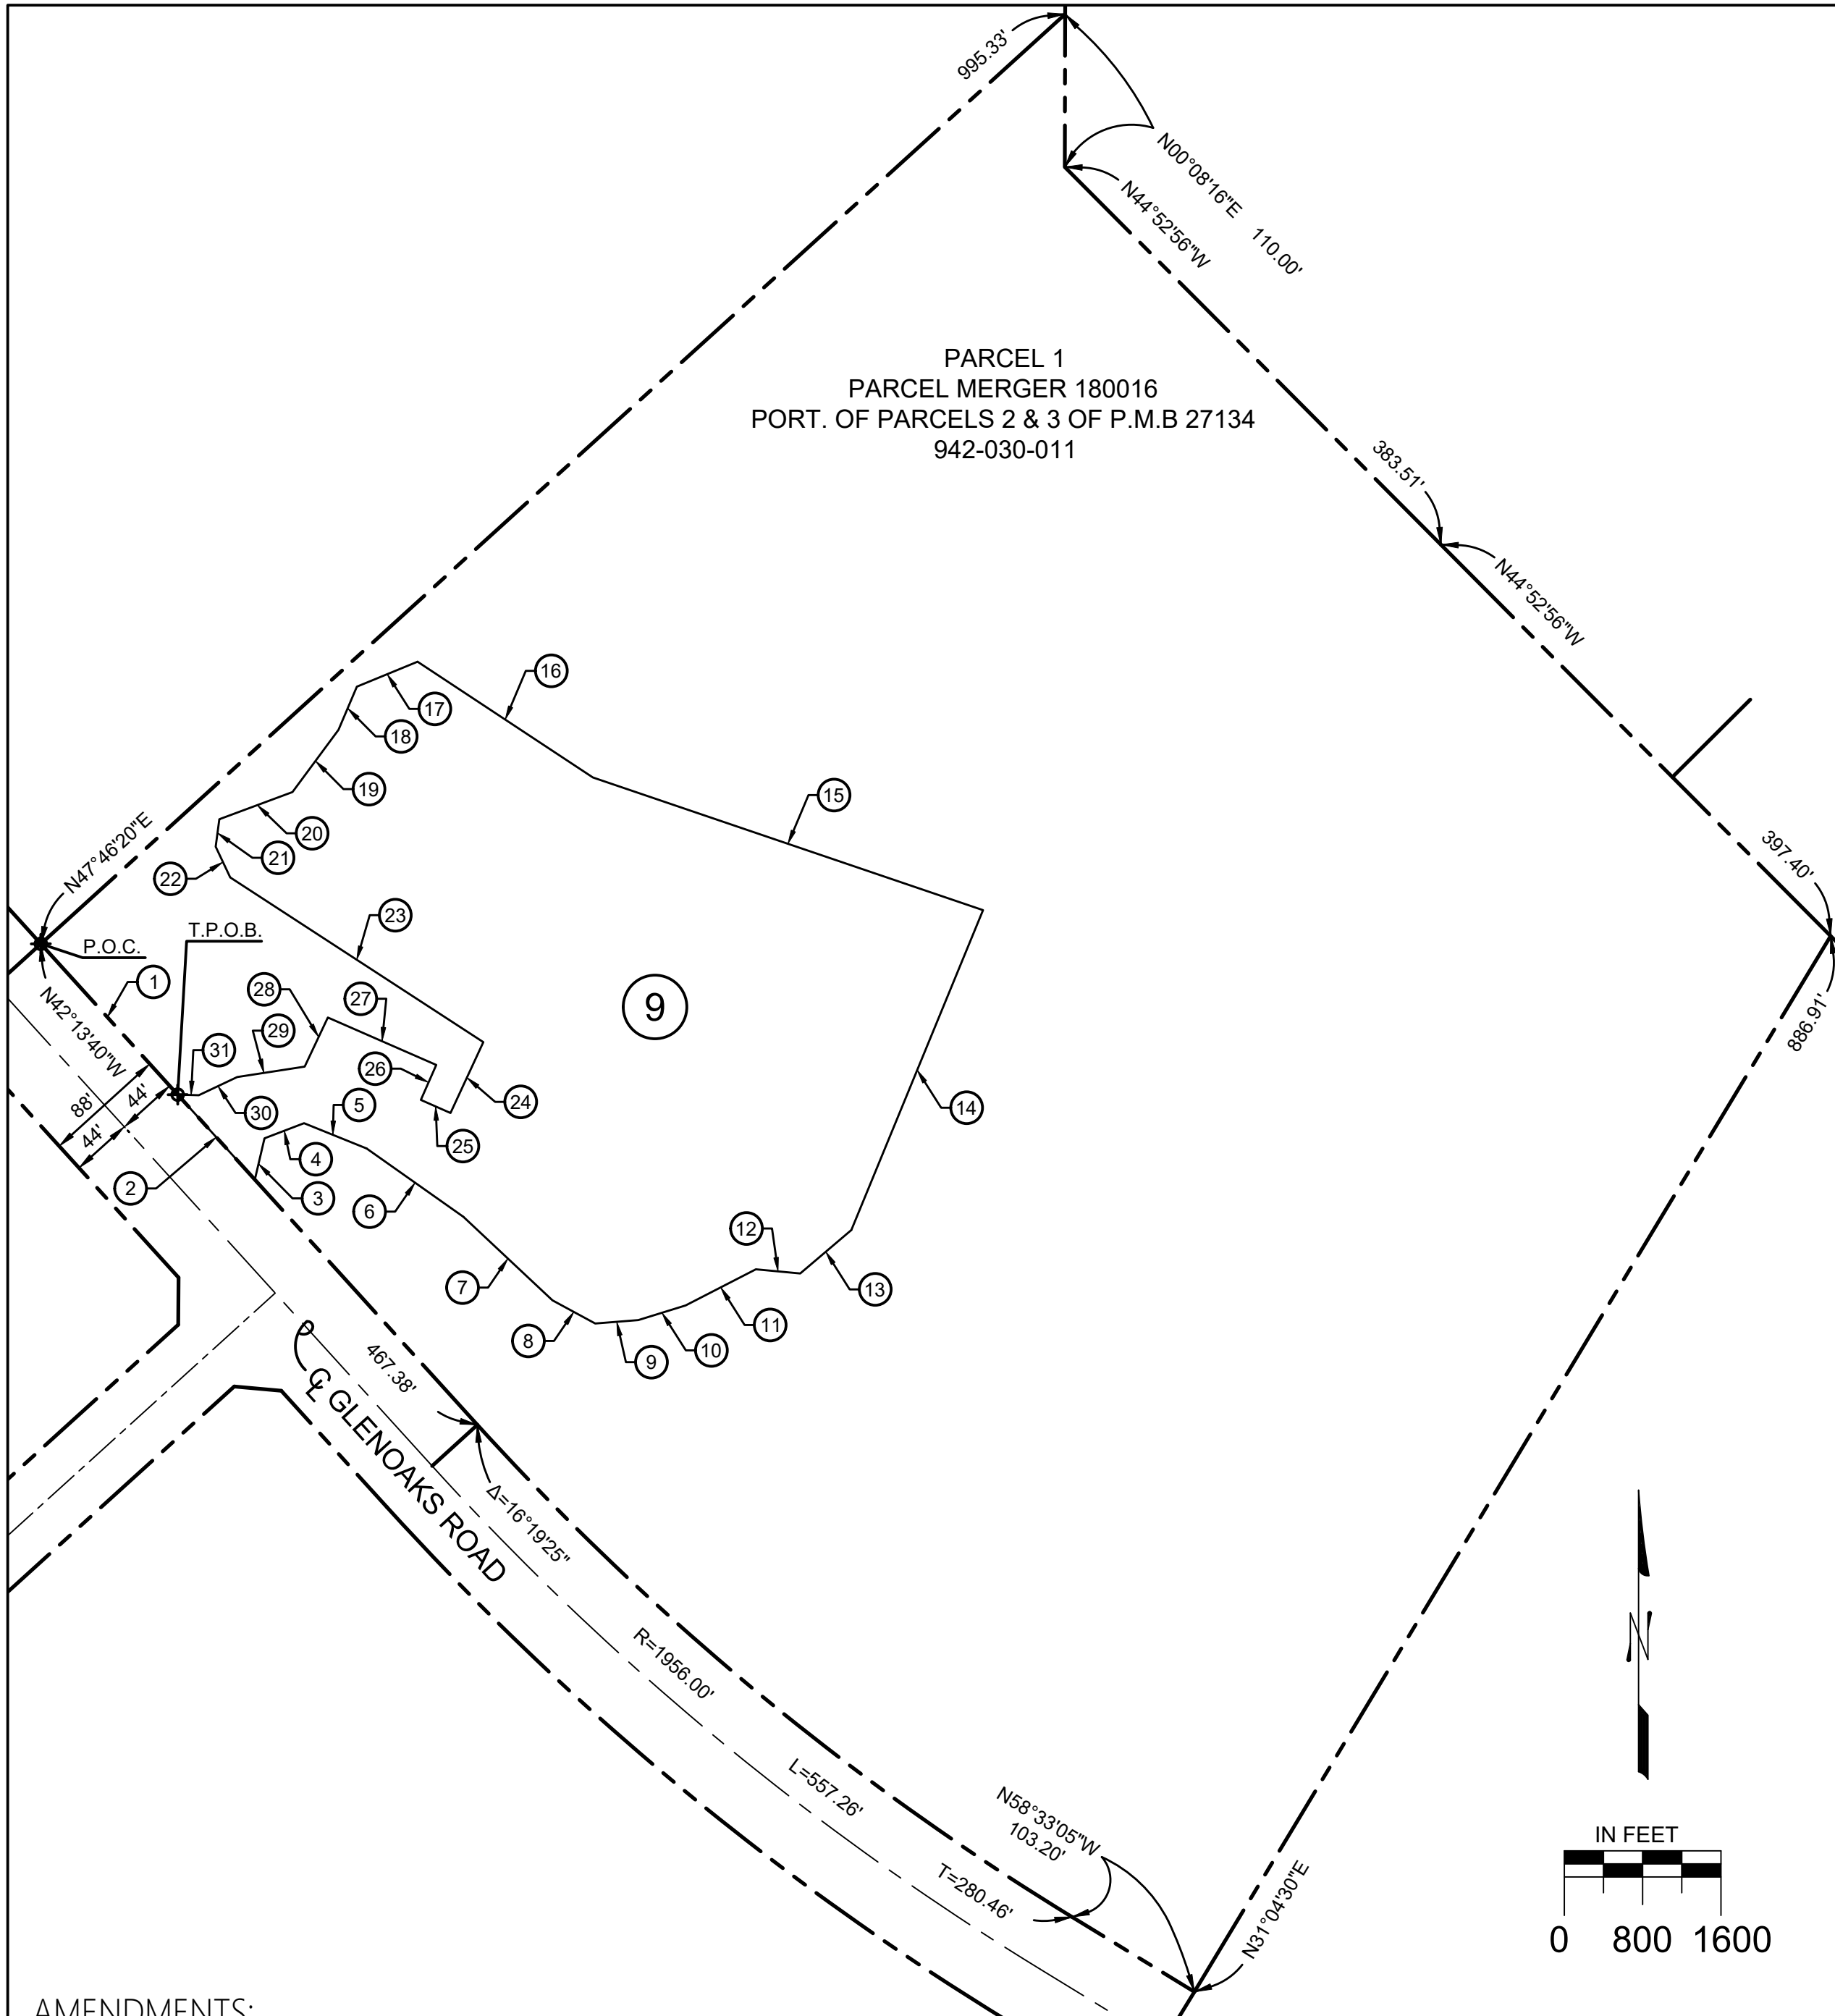 995.33'
N00°08'16"E 110.00'
N44°52'56"W
PARCEL 1
PARCEL MERGER 180016
PORT. OF PARCELS 2 & 3 OF P.M.B 27134
942-030-011
383.51'
N44°52'56"W
16
17
18
15
19
20
21
22
N47°46'20"E
397.40'
23
T.P.O.B.
P.O.C.
1
28
27
9
N42°13'40"W
29
31
26
88'
44'
44'
30
5
24
14
25
4
2
3
6
12
7
13
11
8
10
9
886.91'
467.38'
CL GLENOAKS ROAD
Δ=16°19'25"
R=1956.00'
N
L=557.26'
N58°33'05"W
103.20'
T=280.46'
N31°04'30"E
IN FEET
0 800 1600
AMENDMENTS: